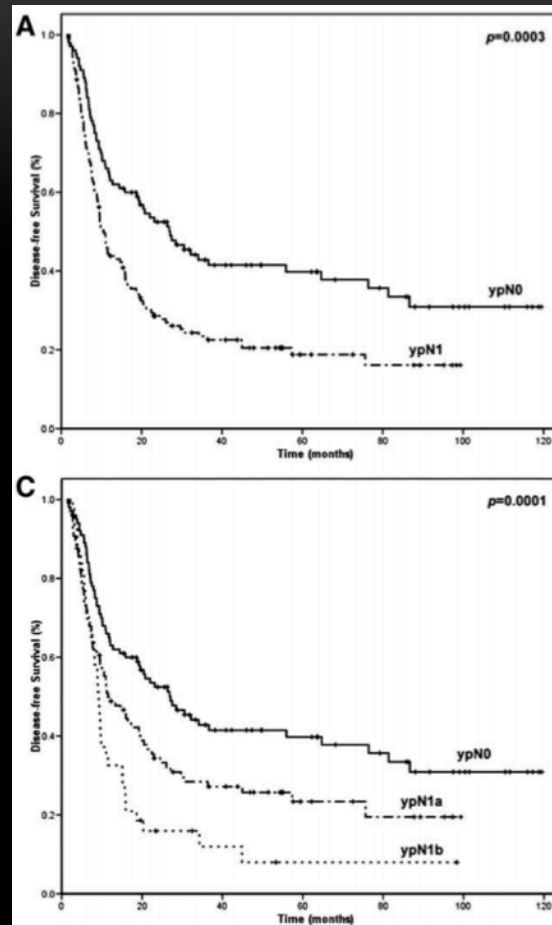 A
p=0.0003
1.0
0.8
0.6
0.4
0.2
0.0
Disease-free Survival (%)
ypN0
ypN1
0 20 40 60 80 100 120
Time (months)
C
p=0.0001
1.0
0.8
0.6
0.4
0.2
0.0
Disease-free Survival (%)
ypN0
ypN1a
ypN1b
0 20 40 60 80 100 120
Time (months)